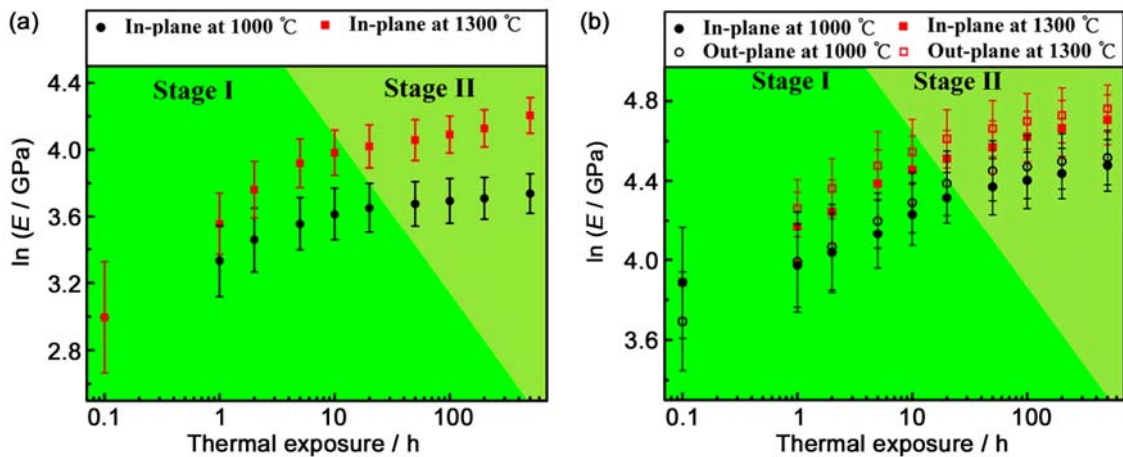 (a)
In-plane at 1000 ℃ In-plane at 1300 ℃
Stage I
Stage II
ln (E / GPa)
4.4
4.0
3.6
3.2
2.8
0.1 1 10 100
Thermal exposure / h
(b)
In-plane at 1000 ℃ In-plane at 1300 ℃
Out-plane at 1000 ℃ Out-plane at 1300 ℃
Stage I
Stage II
ln (E / GPa)
4.8
4.4
4.0
3.6
0.1 1 10 100
Thermal exposure / h